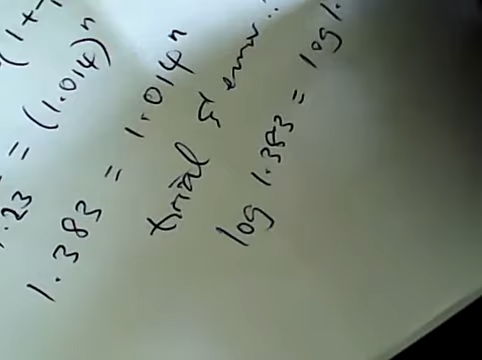 (1+
.23 = (1.014)ⁿ
1.383 = 1.014ⁿ
trial & error..
log 1.383 = log 1.